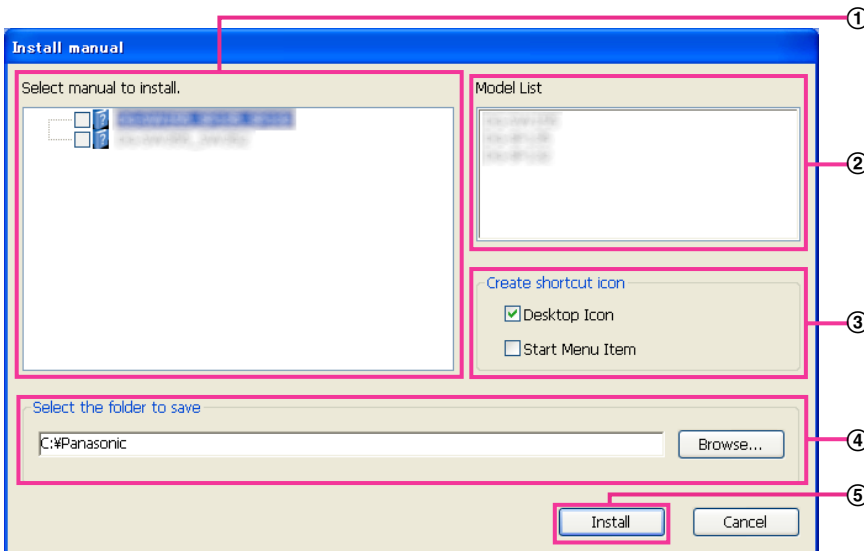 ①
Install manual
Select manual to install.
Model List
②
Create shortcut icon
Desktop Icon
③
Start Menu Item
Select the folder to save
C:¥Panasonic
Browse...
④
⑤
Install
Cancel